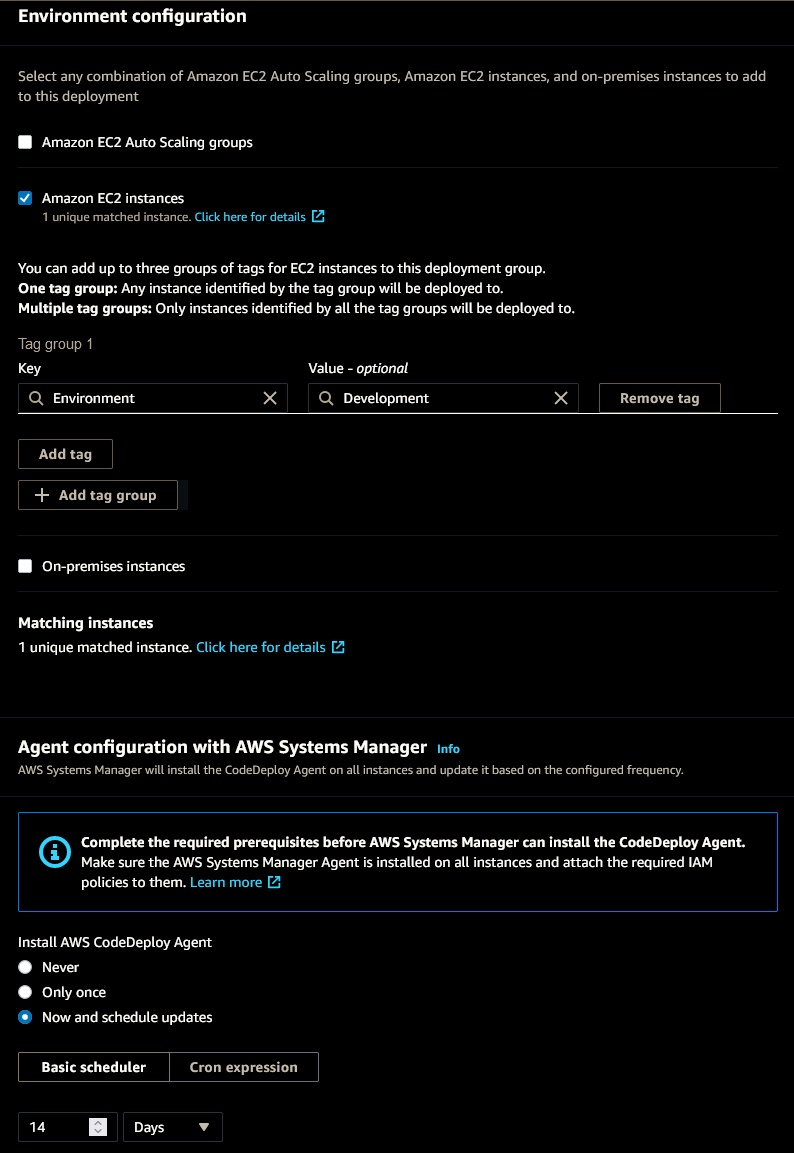 Environment configuration
Select any combination of Amazon EC2 Auto Scaling groups, Amazon EC2 instances, and on-premises instances to add
to this deployment
Amazon EC2 Auto Scaling groups
Amazon EC2 instances
1 unique matched instance. Click here for details
You can add up to three groups of tags for EC2 instances to this deployment group.
One tag group: Any instance identified by the tag group will be deployed to.
Multiple tag groups: Only instances identified by all the tag groups will be deployed to.
Tag group 1
Key Value - optional
Environment Development Remove tag
Add tag
Add tag group
On-premises instances
Matching instances
1 unique matched instance. Click here for details
Agent configuration with AWS Systems Manager Info
AWS Systems Manager will install the CodeDeploy Agent on all instances and update it based on the configured frequency.
Complete the required prerequisites before AWS Systems Manager can install the CodeDeploy Agent.
Make sure the AWS Systems Manager Agent is installed on all instances and attach the required IAM
policies to them. Learn more
Install AWS CodeDeploy Agent
Never
Only once
Now and schedule updates
Basic scheduler Cron expression
14 Days